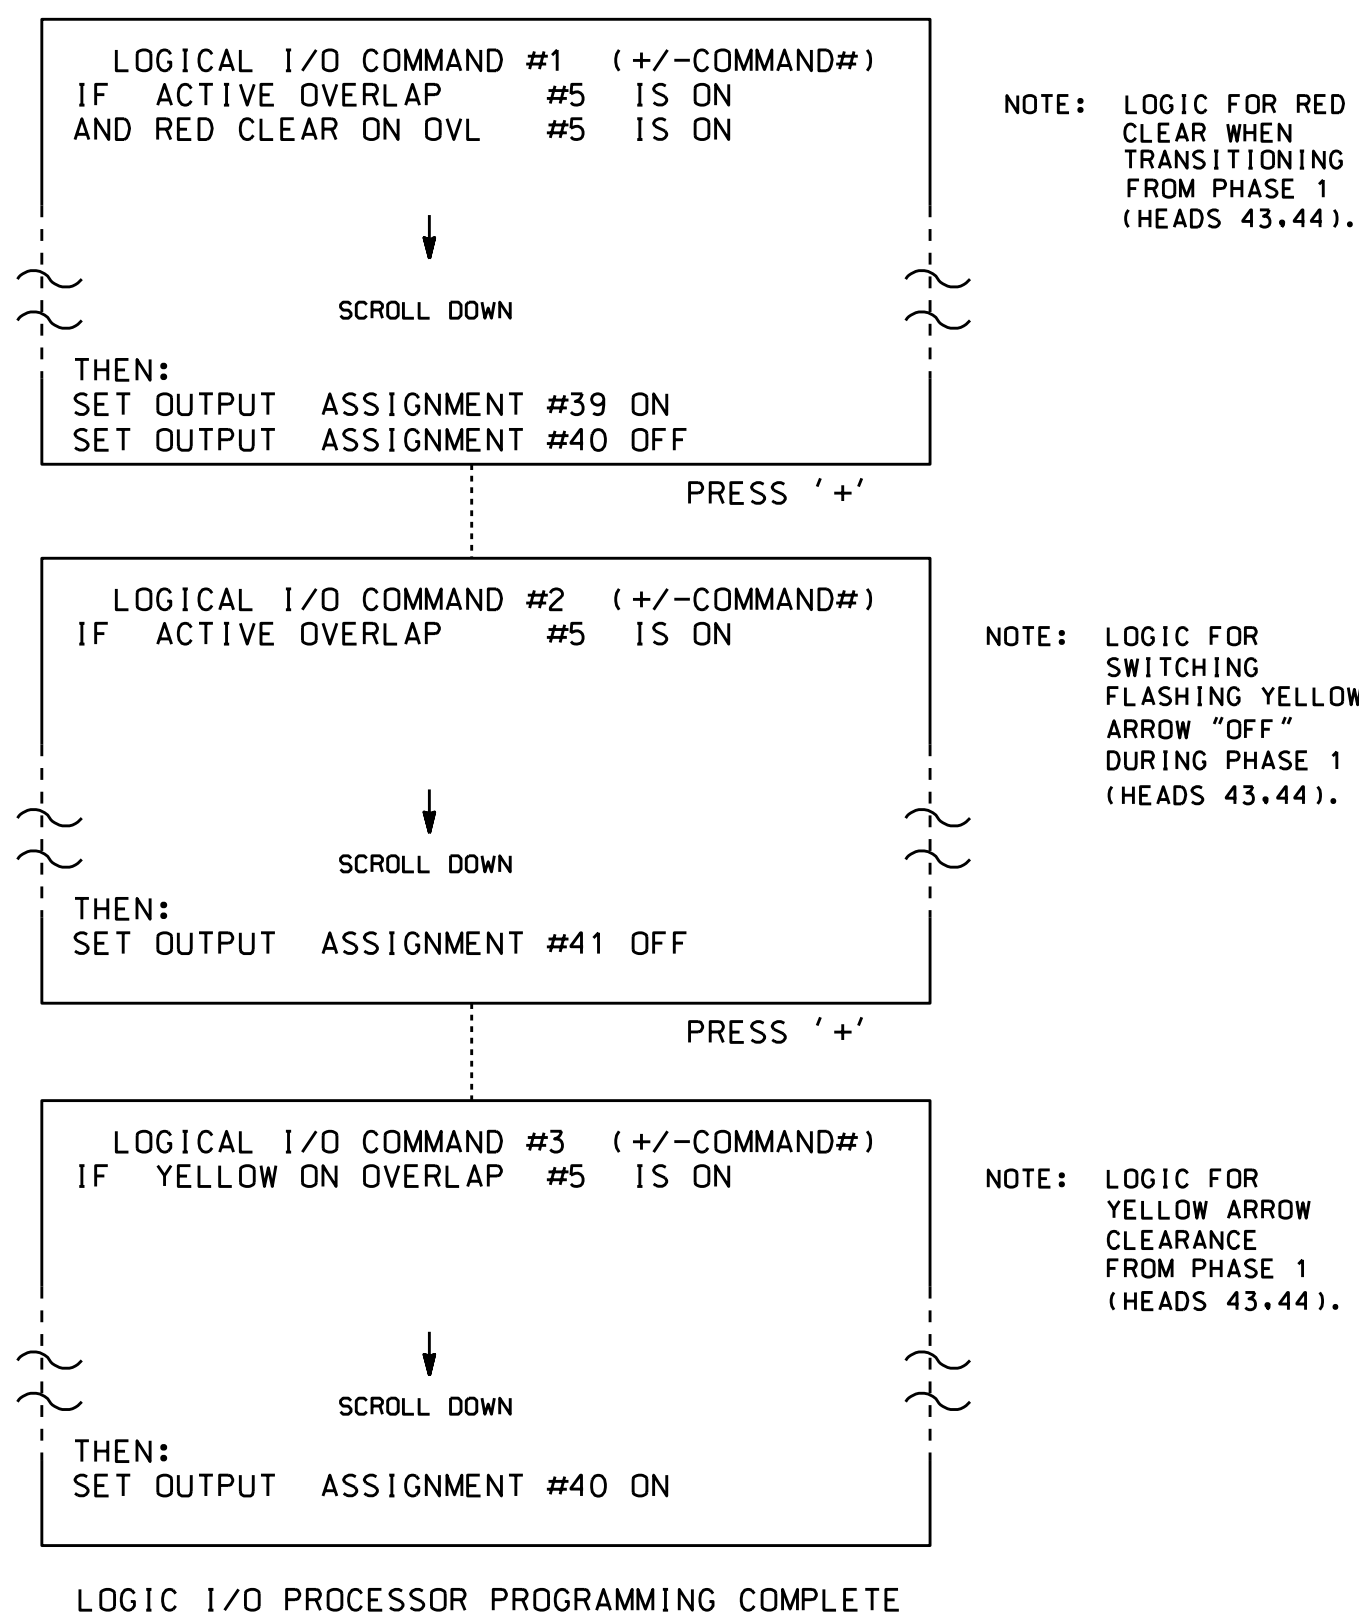 LOGICAL I/O COMMAND #1 (+/-COMMAND#)
IF ACTIVE OVERLAP #5 IS ON
AND RED CLEAR ON OVL #5 IS ON
SCROLL DOWN
THEN:
SET OUTPUT ASSIGNMENT #39 ON
SET OUTPUT ASSIGNMENT #40 OFF
NOTE: LOGIC FOR RED
CLEAR WHEN
TRANSITIONING
FROM PHASE 1
(HEADS 43,44).
PRESS '+'
LOGICAL I/O COMMAND #2 (+/-COMMAND#)
IF ACTIVE OVERLAP #5 IS ON
SCROLL DOWN
THEN:
SET OUTPUT ASSIGNMENT #41 OFF
NOTE: LOGIC FOR
SWITCHING
FLASHING YELLOW
ARROW "OFF"
DURING PHASE 1
(HEADS 43,44).
PRESS '+'
LOGICAL I/O COMMAND #3 (+/-COMMAND#)
IF YELLOW ON OVERLAP #5 IS ON
SCROLL DOWN
THEN:
SET OUTPUT ASSIGNMENT #40 ON
NOTE: LOGIC FOR
YELLOW ARROW
CLEARANCE
FROM PHASE 1
(HEADS 43,44).
LOGIC I/O PROCESSOR PROGRAMMING COMPLETE